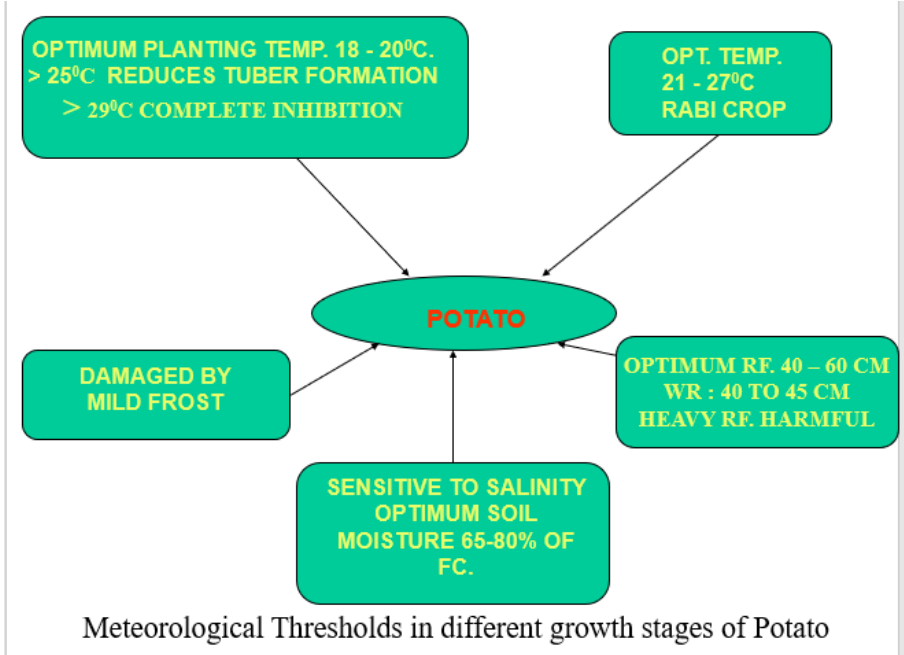 OPTIMUM PLANTING TEMP. 18 - 20⁰C.
> 25⁰C REDUCES TUBER FORMATION
> 29⁰C COMPLETE INHIBITION
OPT. TEMP.
21 - 27⁰C
RABI CROP
POTATO
DAMAGED BY
MILD FROST
OPTIMUM RF. 40 – 60 CM
WR : 40 TO 45 CM
HEAVY RF. HARMFUL
SENSITIVE TO SALINITY
OPTIMUM SOIL
MOISTURE 65-80% OF
FC.
Meteorological Thresholds in different growth stages of Potato